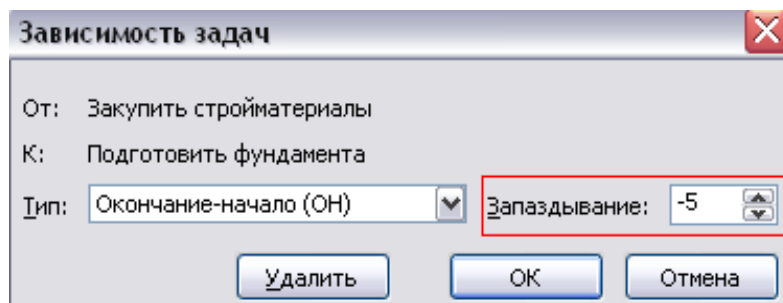 Зависимость задач
От: Закупить стройматериалы
К: Подготовить фундамента
Тип: Окончание-начало (ОН) Запаздывание: -5
Удалить ОК Отмена